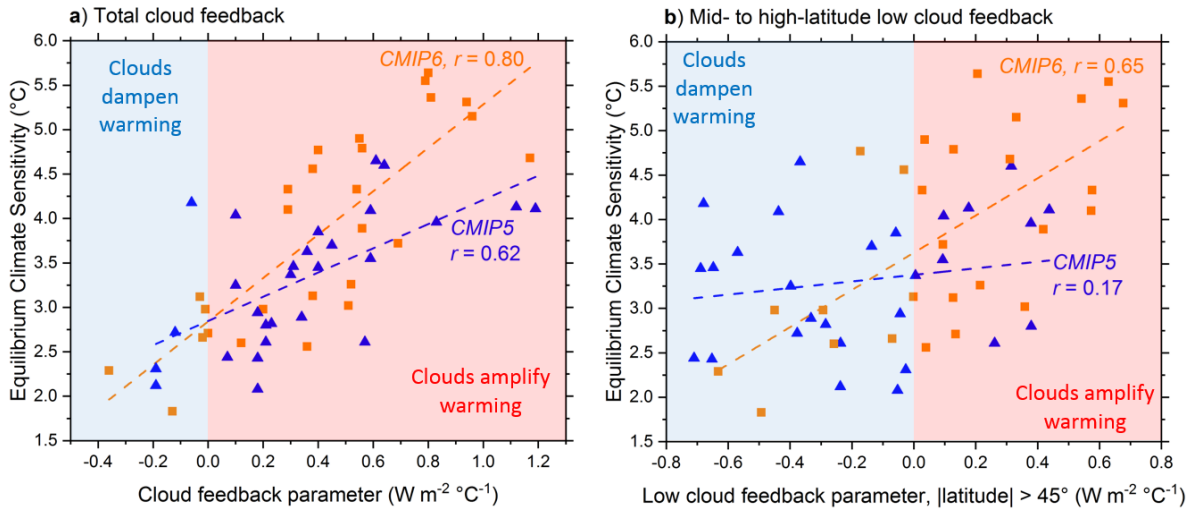 a) Total cloud feedback
6.0
5.5
5.0
4.5
4.0
3.5
3.0
2.5
2.0
1.5
Equilibrium Climate Sensitivity (°C)
Clouds
dampen
warming
CMIP6, r = 0.80
CMIP5
r = 0.62
Clouds amplify
warming
-0.4 -0.2 0.0 0.2 0.4 0.6 0.8 1.0 1.2
Cloud feedback parameter (W m⁻² °C⁻¹)
b) Mid- to high-latitude low cloud feedback
6.0
5.5
5.0
4.5
4.0
3.5
3.0
2.5
2.0
1.5
Equilibrium Climate Sensitivity (°C)
Clouds
dampen
warming
CMIP6, r = 0.65
CMIP5
r = 0.17
Clouds amplify
warming
-0.8 -0.6 -0.4 -0.2 0.0 0.2 0.4 0.6 0.8
Low cloud feedback parameter, |latitude| > 45° (W m⁻² °C⁻¹)